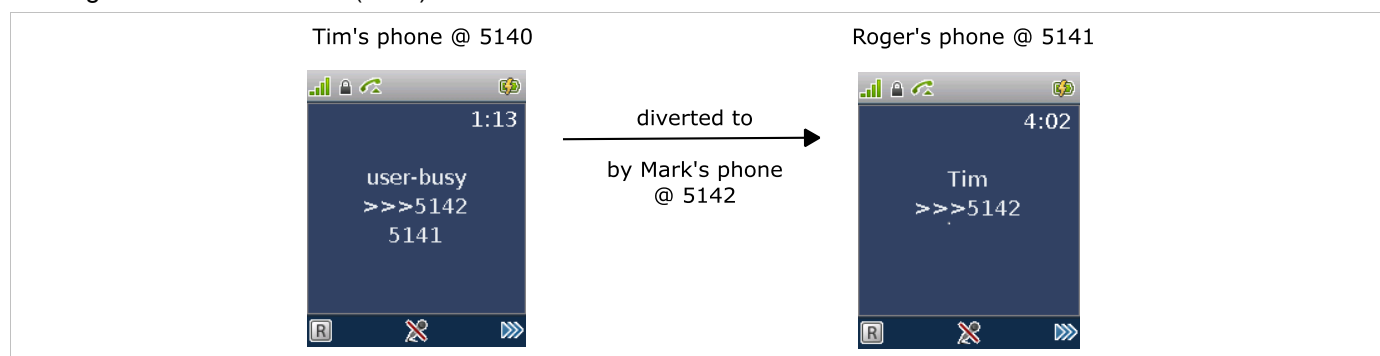 Tim's phone @ 5140
Roger's phone @ 5141
1:13
user-busy
>>>5142
5141
R
diverted to
by Mark's phone
@ 5142
4:02
Tim
>>>5142
R